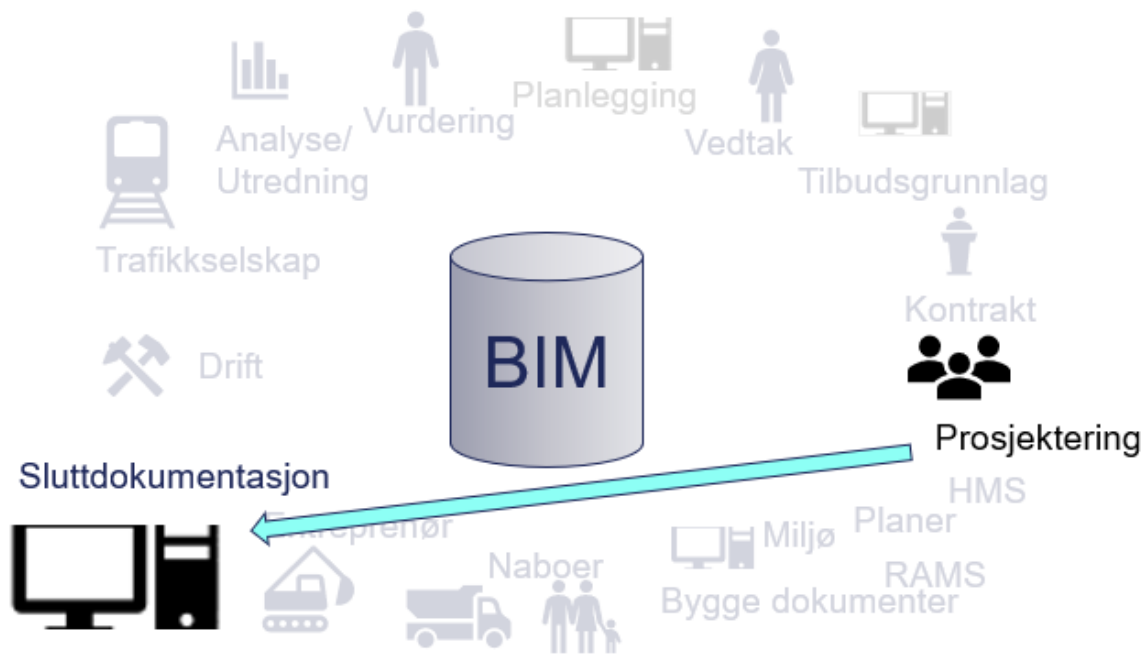 Planlegging
Vurdering
Analyse/
Utredning
Vedtak
Tilbudsgrunnlag
Trafikkselskap
Kontrakt
BIM
Drift
Prosjektering
Sluttdokumentasjon
HMS
Entreprenør
Planer
Miljø
Naboer
RAMS
Bygge dokumenter